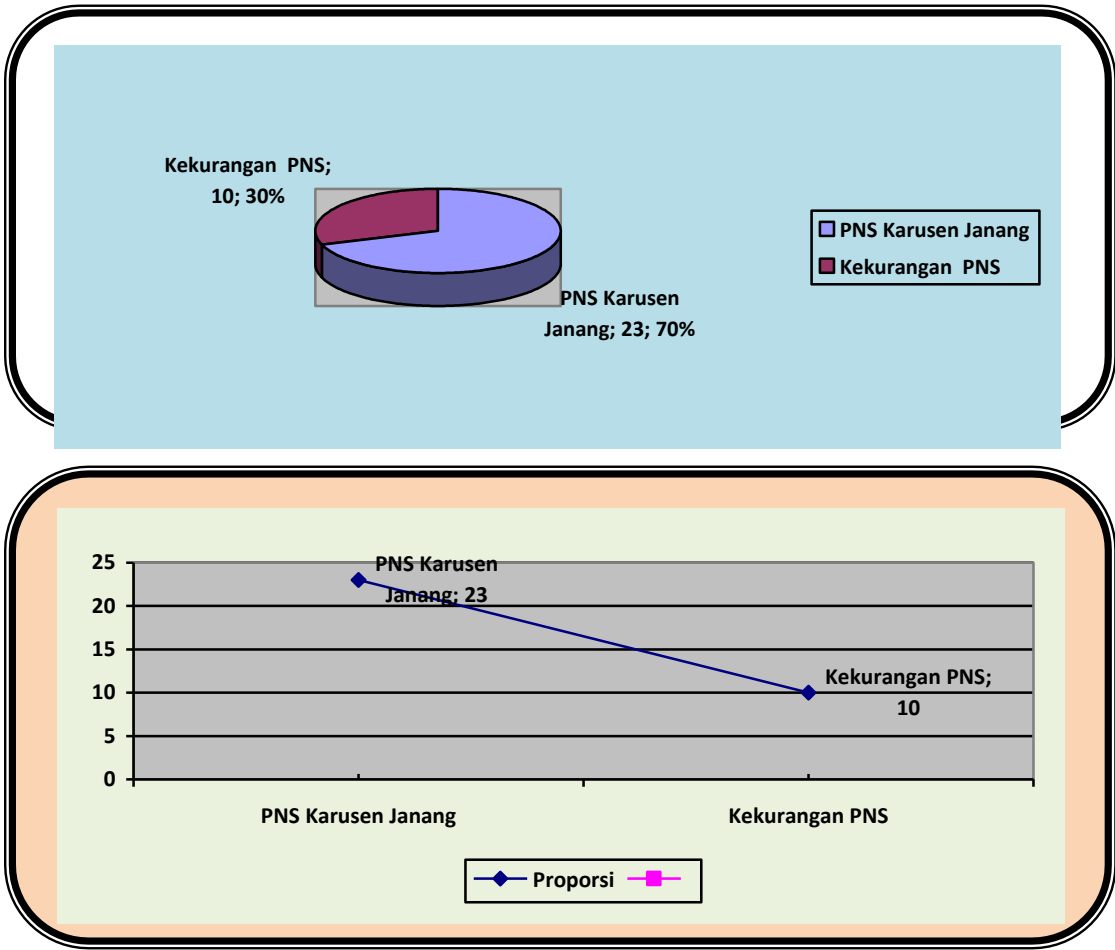 Kekurangan PNS;
10; 30%
PNS Karusen Janang
Kekurangan PNS
PNS Karusen
Janang; 23; 70%
25
20
15
10
5
0
PNS Karusen
Janang; 23
Kekurangan PNS;
10
PNS Karusen Janang
Kekurangan PNS
Proporsi